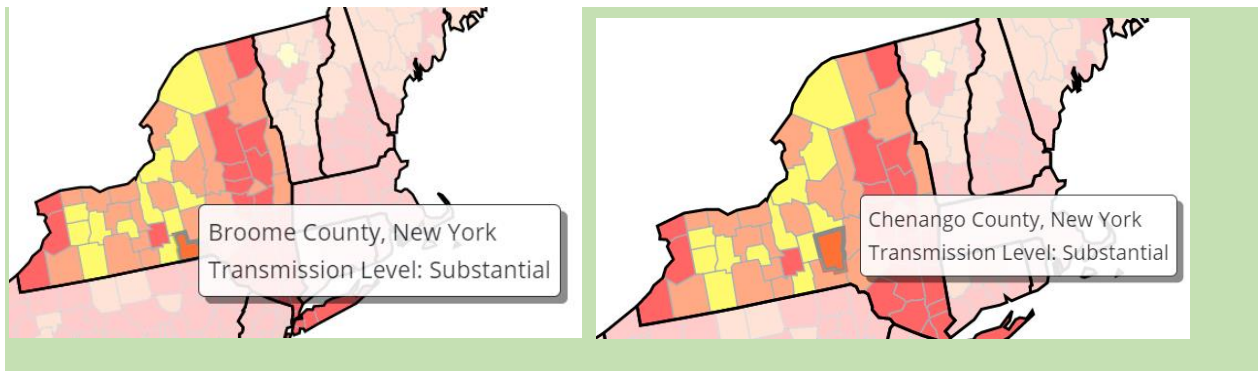 Broome County, New York
Transmission Level: Substantial
Chenango County, New York
Transmission Level: Substantial